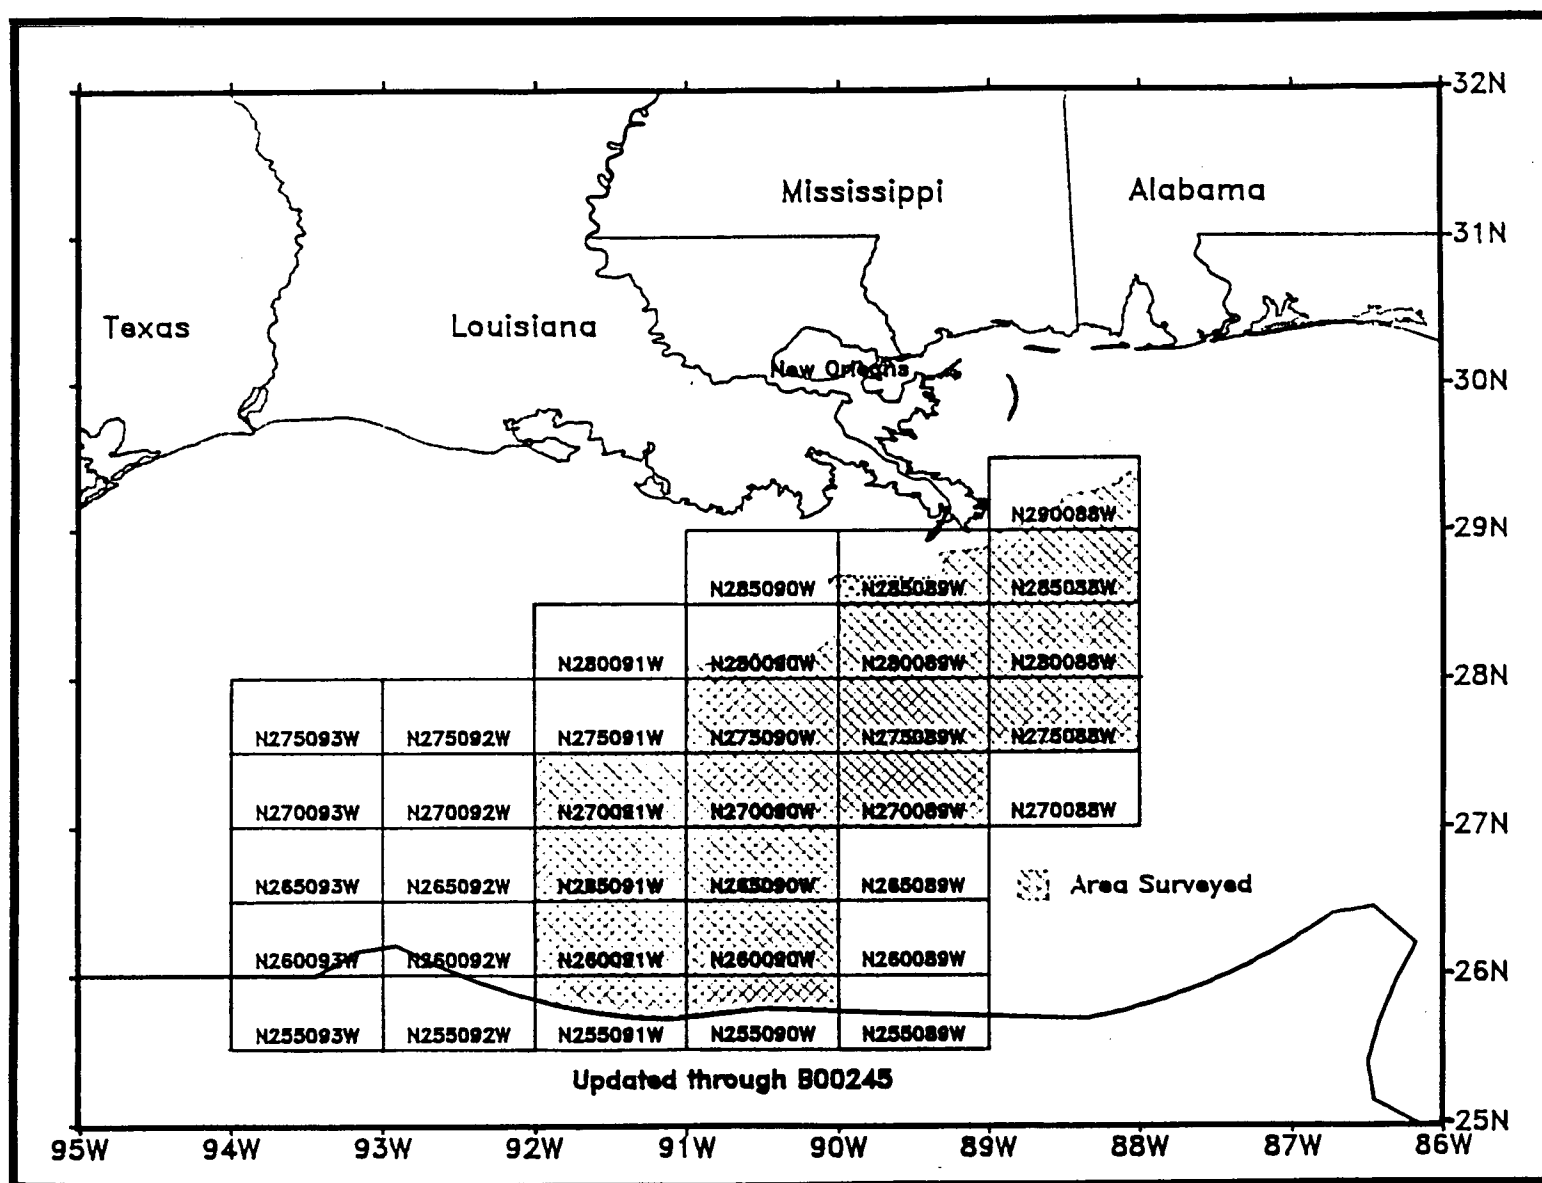 32N
Mississippi Alabama
31N
Texas Louisiana
New Orleans
30N
N290088W
29N
N285090W N285089W N285088W
N280091W N280090W N280089W N280088W
28N
N275093W N275092W N275091W N275090W N275089W N275088W
N270093W N270092W N270091W N270090W N270089W N270088W
27N
N265093W N265092W N265091W N265090W N265089W
Area Surveyed
N260093W N260092W N260091W N260090W N260089W
26N
N255093W N255092W N255091W N255090W N255089W
Updated through B00245
25N
95W 94W 93W 92W 91W 90W 89W 88W 87W 86W